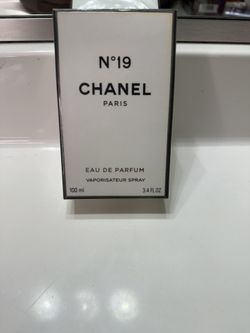 N°19
CHANEL
PARIS
EAU DE PARFUM
VAPORISATEUR SPRAY
100 ml 3.4 FL. OZ.